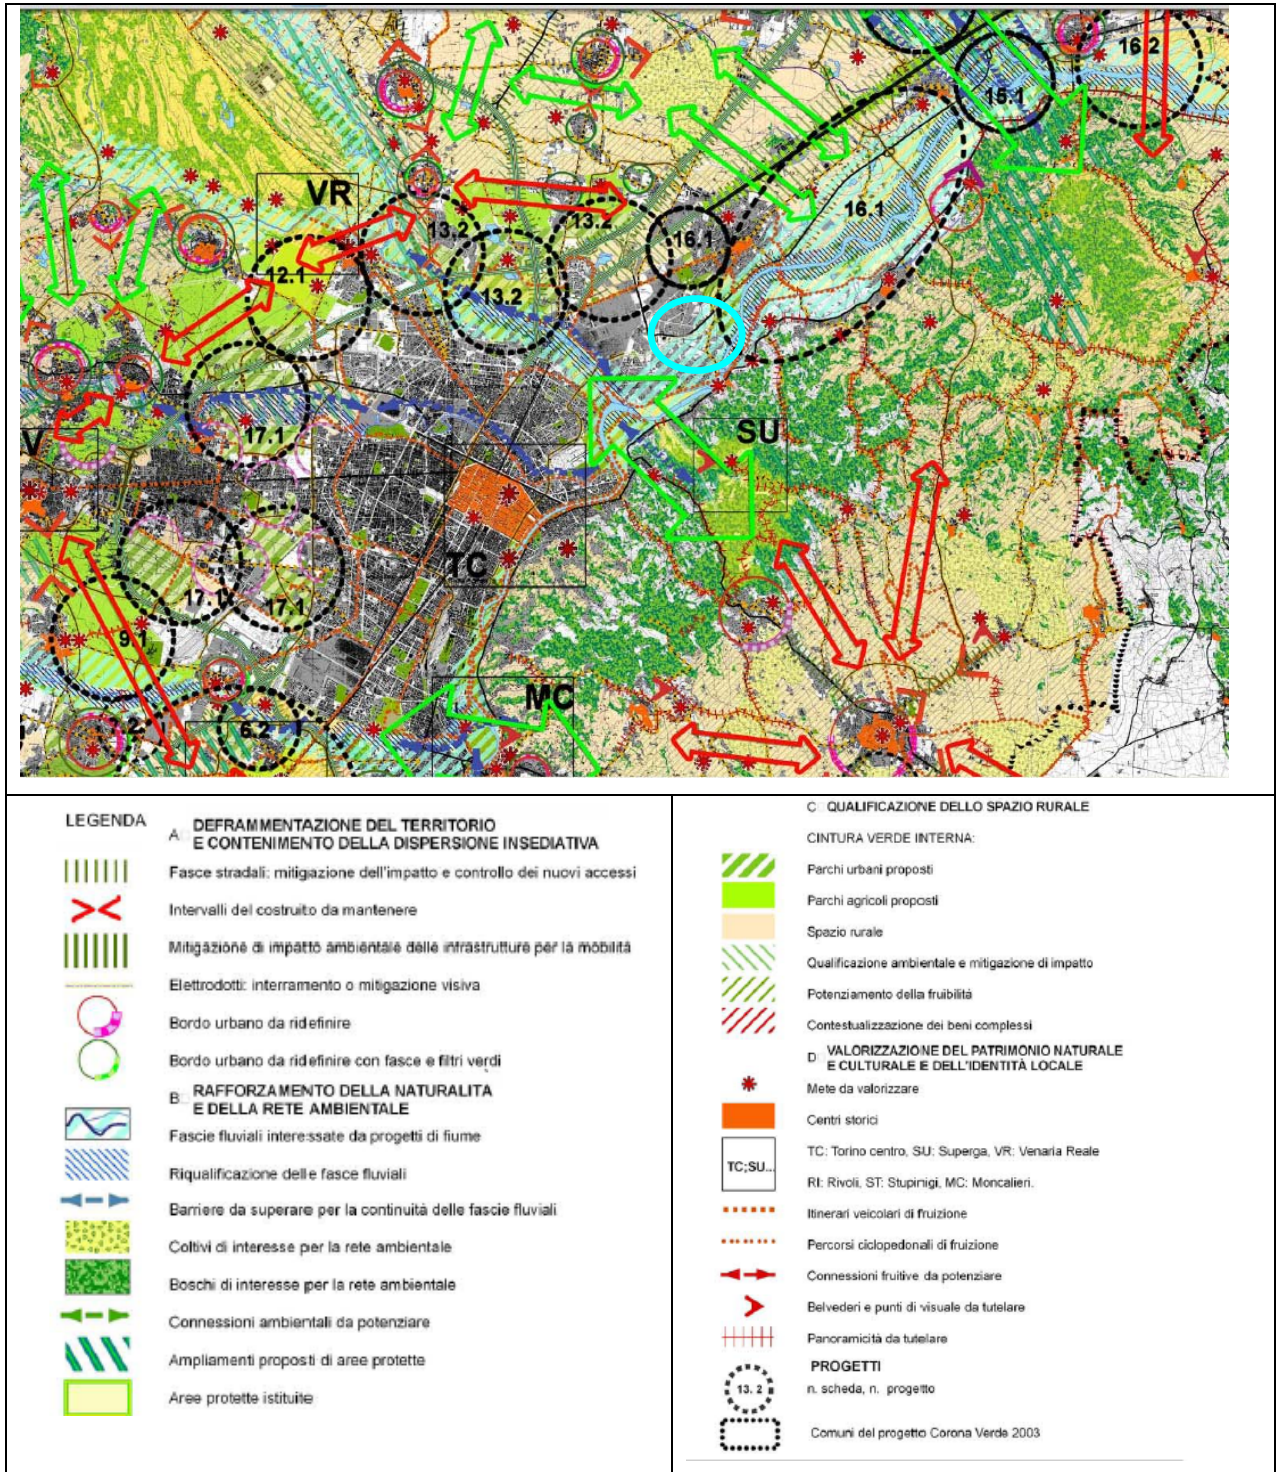 16.2
15.1
VR
16.1
13.2
13.2
16.1
12.1
13.2
SU
17.1
V
TC
17.1
17.1
9.1
MC
6.2
LEGENDA
A DEFRAMMENTAZIONE DEL TERRITORIO
E CONTENIMENTO DELLA DISPERSIONE INSEDIATIVA
Fasce stradali: mitigazione dell'impatto e controllo dei nuovi accessi
Intervalli del costruito da mantenere
Mitigazione di impatto ambientale delle infrastrutture per la mobilità
Elettrodotti: interramento o mitigazione visiva
Bordo urbano da ridefinire
Bordo urbano da ridefinire con fasce e filtri verdi
B RAFFORZAMENTO DELLA NATURALITÀ
E DELLA RETE AMBIENTALE
Fascie fluviali interessate da progetti di fiume
Riqualificazione delle fasce fluviali
Barriere da superare per la continuità delle fascie fluviali
Coltivi di interesse per la rete ambientale
Boschi di interesse per la rete ambientale
Connessioni ambientali da potenziare
Ampliamenti proposti di aree protette
Aree protette istituite
C QUALIFICAZIONE DELLO SPAZIO RURALE
CINTURA VERDE INTERNA:
Parchi urbani proposti
Parchi agricoli proposti
Spazio rurale
Qualificazione ambientale e mitigazione di impatto
Potenziamento della fruibilità
Contestualizzazione dei beni complessi
D VALORIZZAZIONE DEL PATRIMONIO NATURALE
E CULTURALE E DELL'IDENTITÀ LOCALE
Mete da valorizzare
Centri storici
TC;SU...
TC: Torino centro, SU: Superga, VR: Venaria Reale
RI: Rivoli, ST: Stupinigi, MC: Moncalieri.
Itinerari veicolari di fruizione
Percorsi ciclopedonali di fruizione
Connessioni fruitive da potenziare
Belvederi e punti di visuale da tutelare
Panoramicità da tutelare
PROGETTI
13. 2
n. scheda, n. progetto
Comuni del progetto Corona Verde 2003